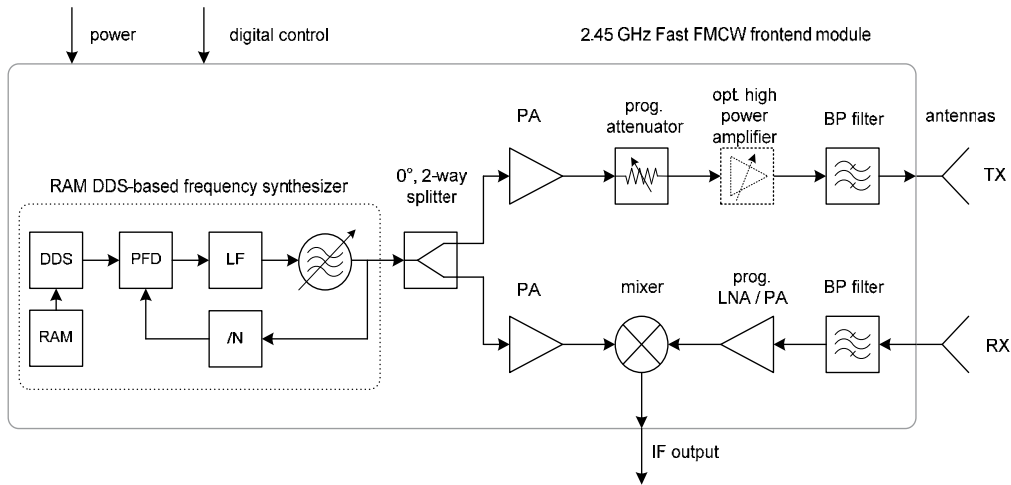 power
digital control
2.45 GHz Fast FMCW frontend module
PA
prog.
attenuator
opt. high
power
amplifier
BP filter
antennas
TX
RAM DDS-based frequency synthesizer
0°, 2-way
splitter
DDS
PFD
LF
RAM
/N
PA
mixer
prog.
LNA / PA
BP filter
RX
IF output